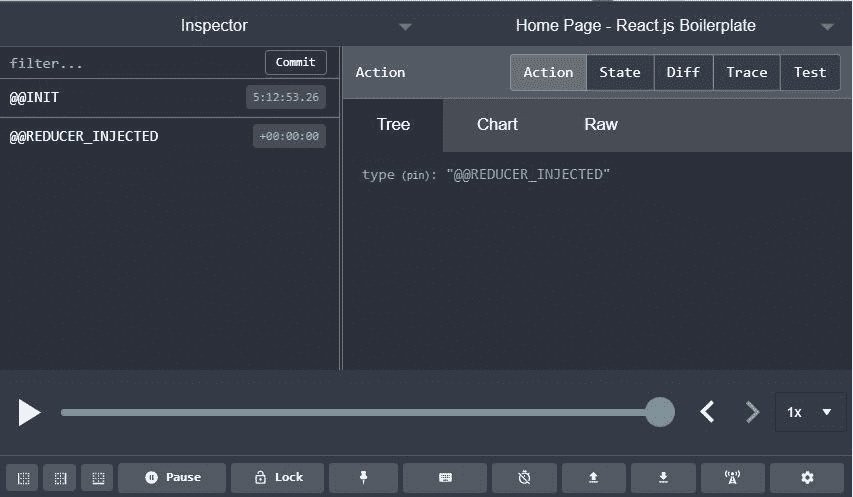 Inspector
Home Page - React.js Boilerplate
filter...
Commit
Action
Action
State
Diff
Trace
Test
@@INIT
5:12:53.26
@@REDUCER_INJECTED
+00:00:00
Tree
Chart
Raw
type (pin): "@@REDUCER_INJECTED"
1x
Pause
Lock